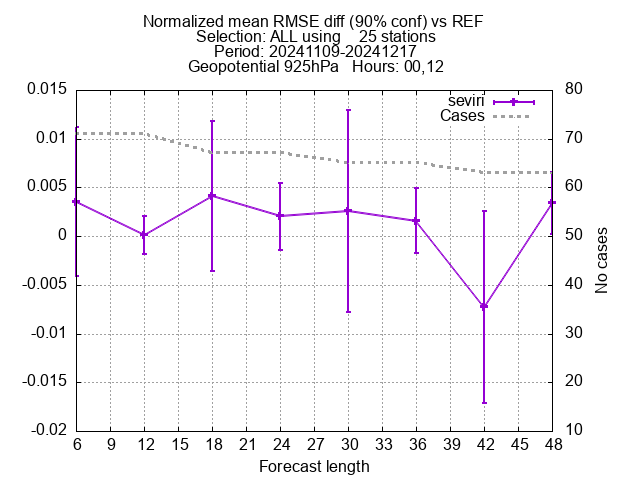 Normalized mean RMSE diff (90% conf) vs REF
Selection: ALL using    25 stations
Period: 20241109-20241217
Geopotential 925hPa   Hours: 00,12
seviri
Cases
0.015
0.01
0.005
0
-0.005
-0.01
-0.015
-0.02
80
70
60
50
40
30
20
10
No cases
6 9 12 15 18 21 24 27 30 33 36 39 42 45 48
Forecast length